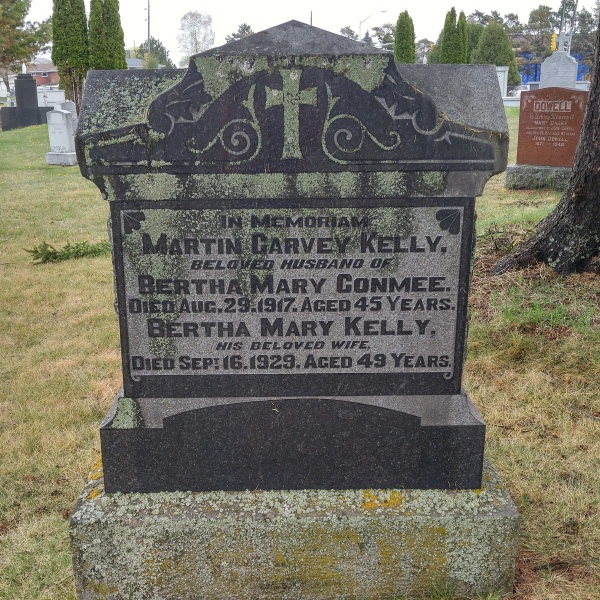 In Memoriam
Martin Garvey Kelly,
beloved husband of
Bertha Mary Conmee.
Died Aug. 29. 1917. Aged 45 Years.
Bertha Mary Kelly,
his beloved wife,
Died Sept. 16. 1929. Aged 49 Years.
DOWELL